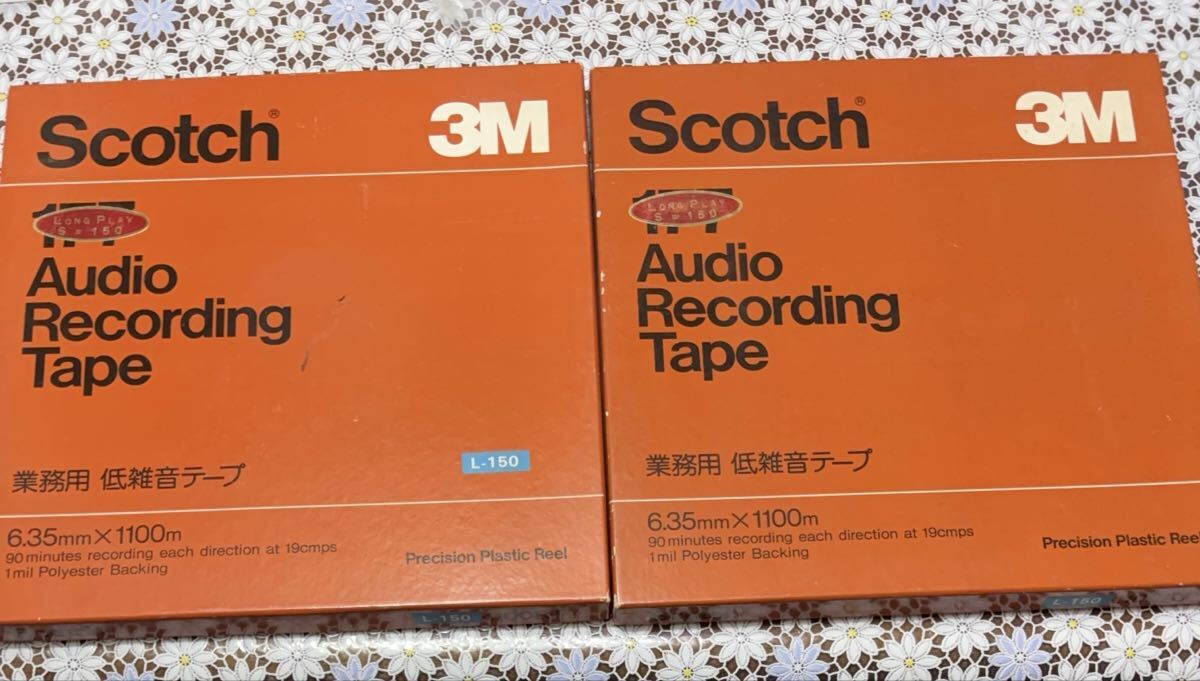 Scotch®
3M
177
LONG PLAY
S = 150
Audio
Recording
Tape
業務用 低雑音テープ
L-150
6.35mm×1100m
90 minutes recording each direction at 19cmps
1mil Polyester Backing
Precision Plastic Reel
L-150
Scotch®
3M
177
LONG PLAY
S = 150
Audio
Recording
Tape
業務用 低雑音テープ
6.35mm×1100m
90 minutes recording each direction at 19cmps
1mil Polyester Backing
Precision Plastic Reel
L-150